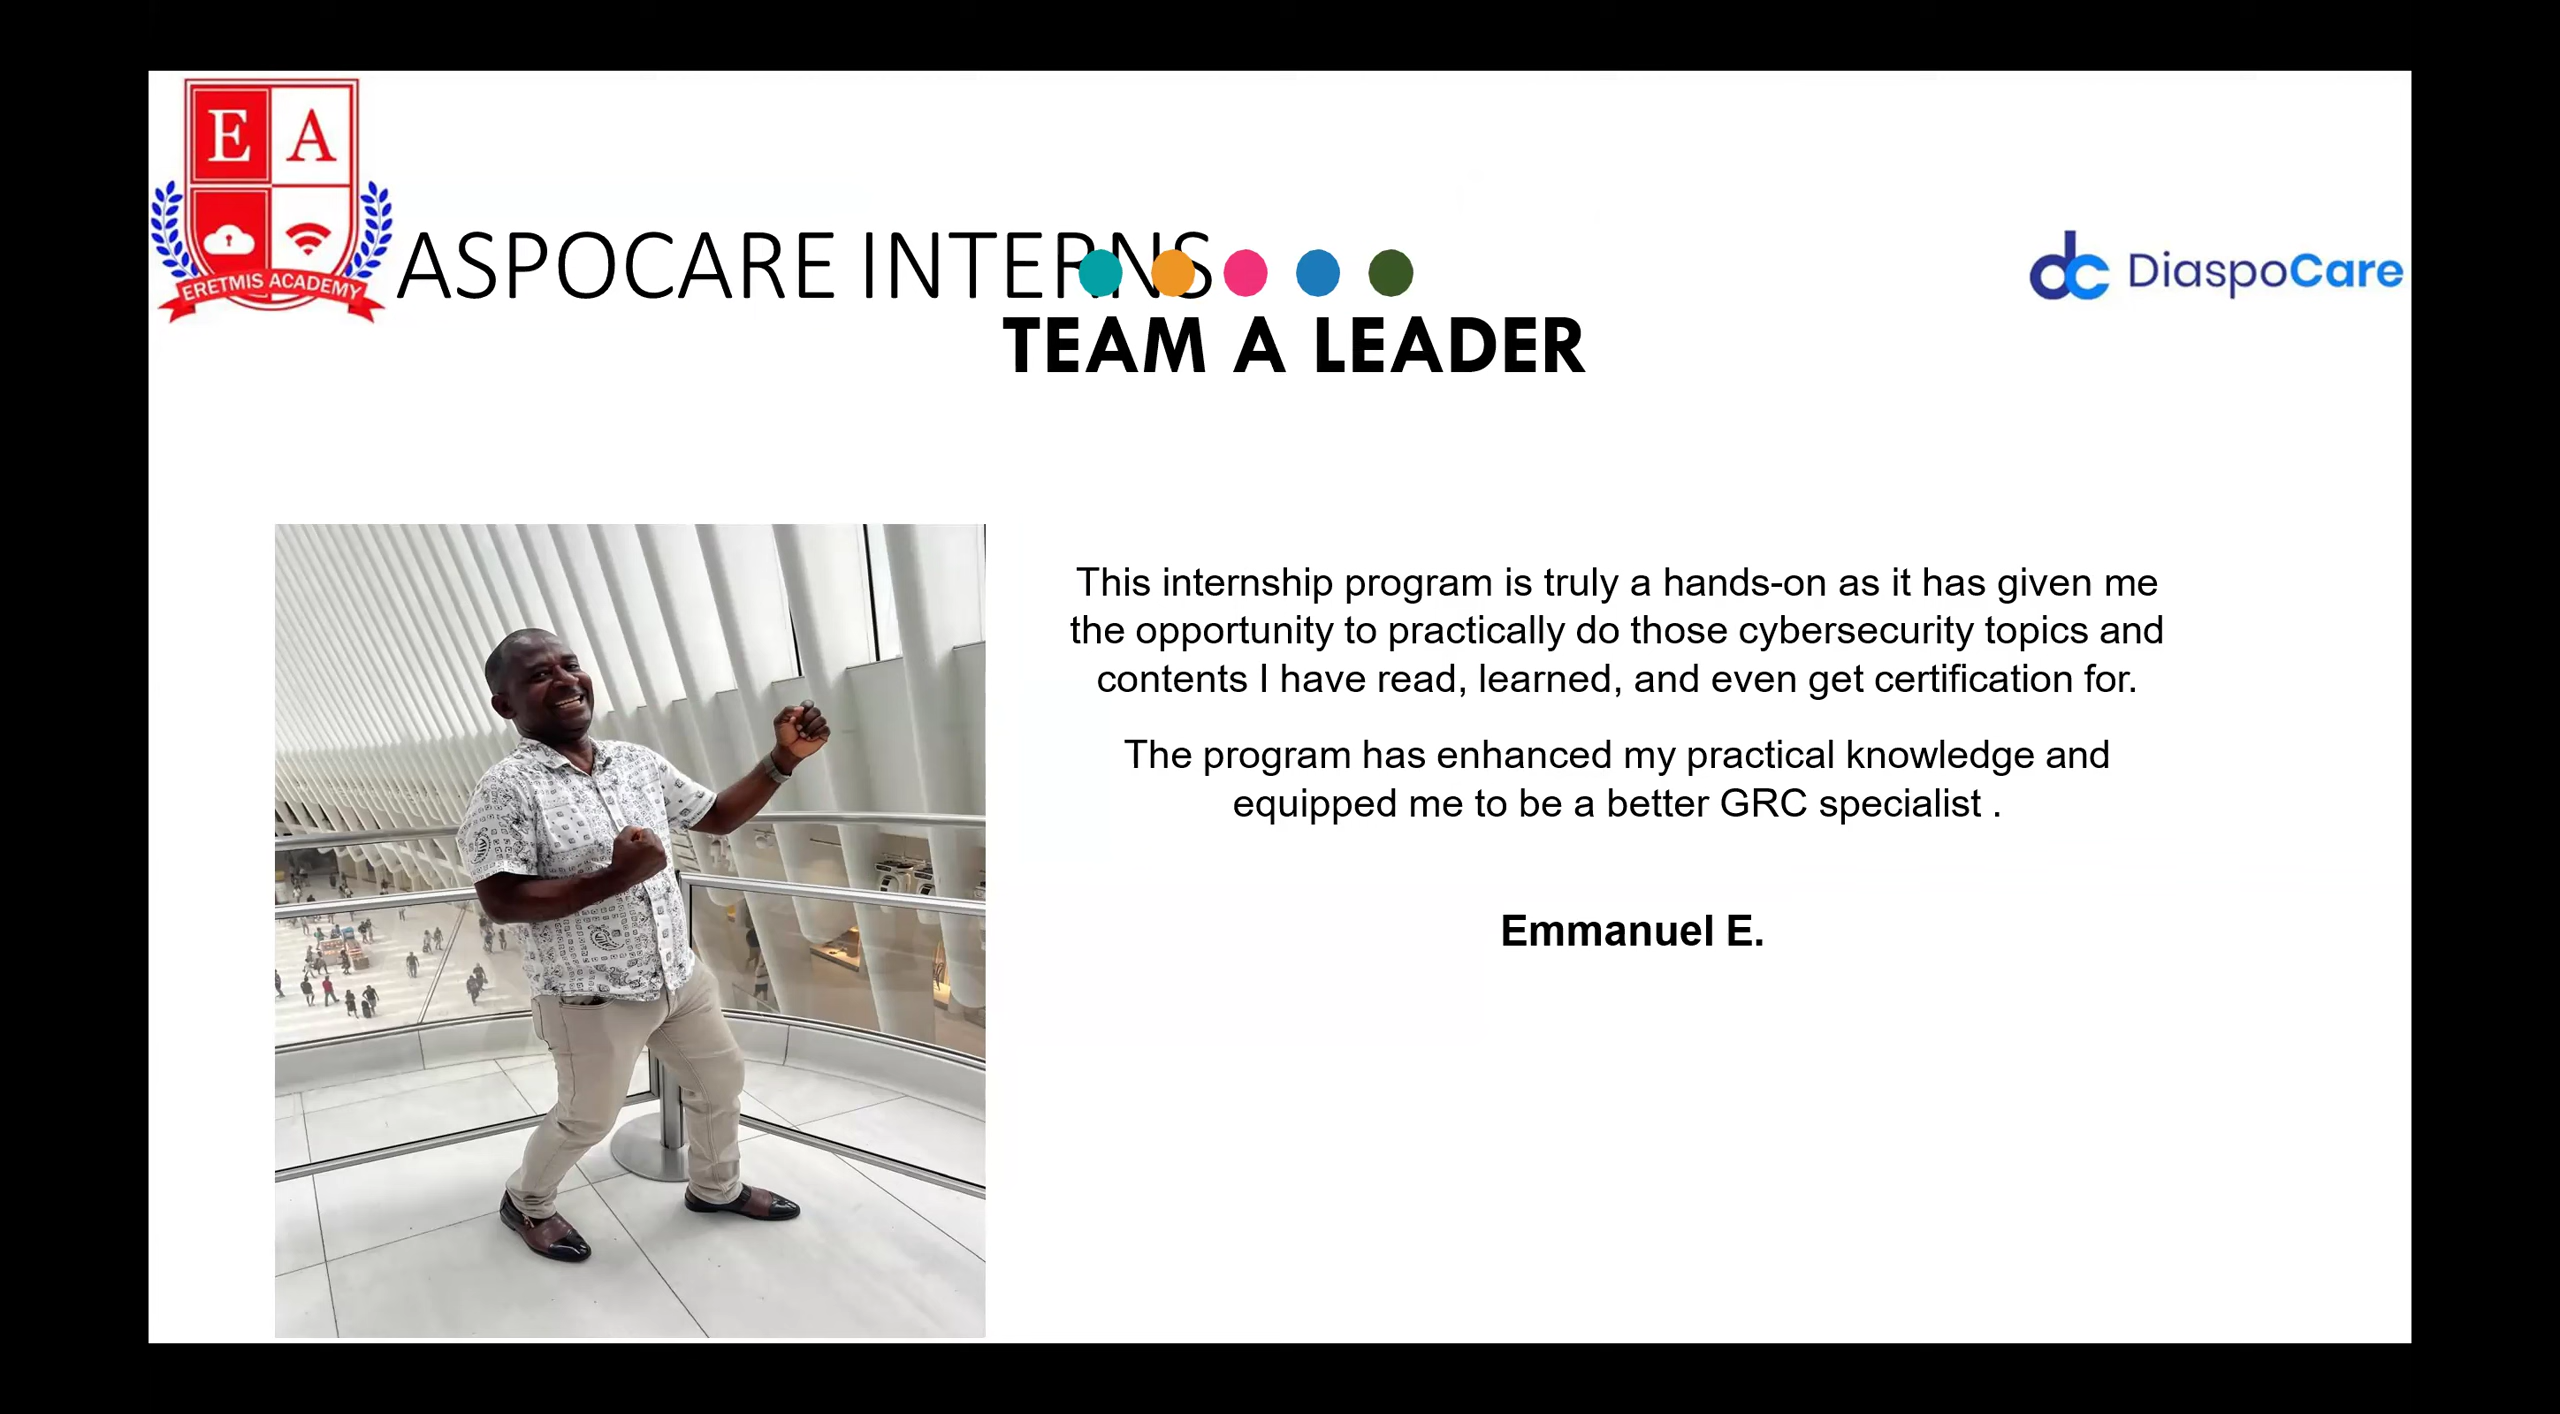 E A
ERETMIS ACADEMY
ASPOCARE INTERNS
dc DiaspoCare
TEAM A LEADER
This internship program is truly a hands-on as it has given me
the opportunity to practically do those cybersecurity topics and
contents I have read, learned, and even get certification for.
The program has enhanced my practical knowledge and
equipped me to be a better GRC specialist .
Emmanuel E.